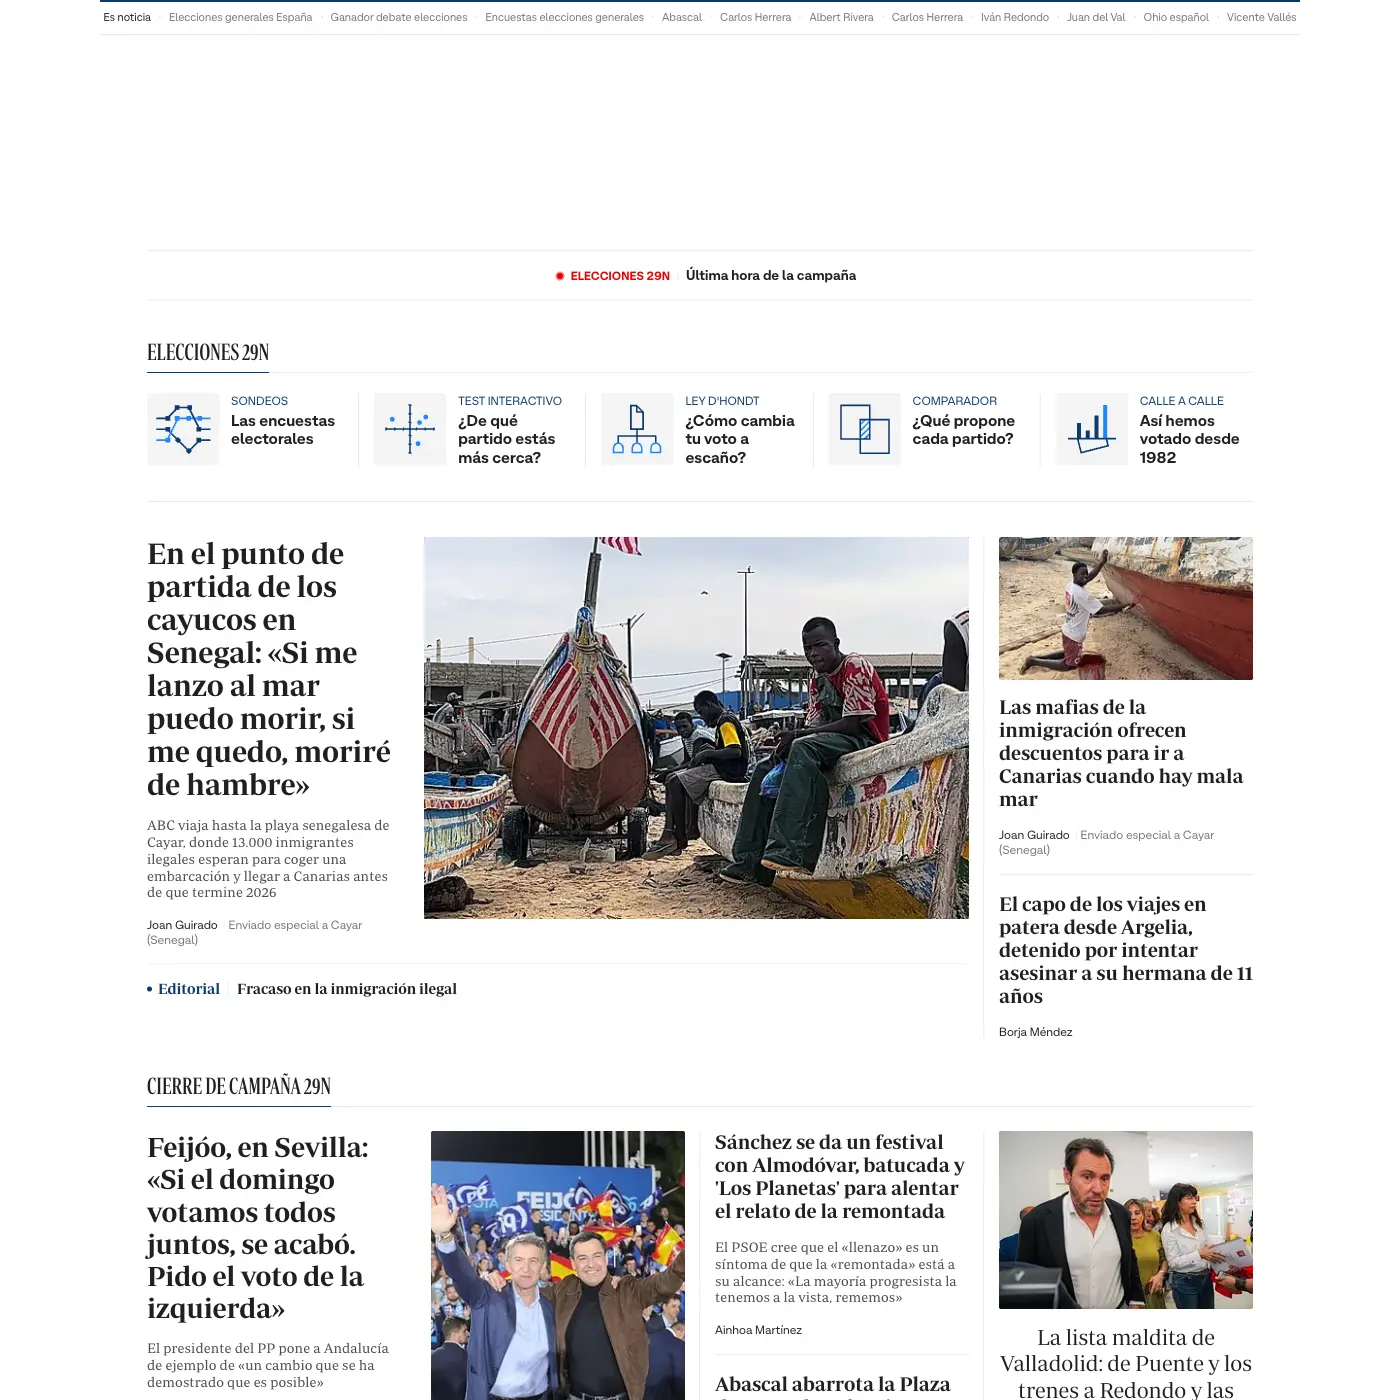 Es noticia
Elecciones generales España
Ganador debate elecciones
Encuestas elecciones generales
Abascal
Carlos Herrera
Albert Rivera
Carlos Herrera
Iván Redondo
Juan del Val
Ohio español
Vicente Vallés
ELECCIONES 29N
Última hora de la campaña
ELECCIONES 29N
SONDEOS
Las encuestas
electorales
TEST INTERACTIVO
¿De qué
partido estás
más cerca?
LEY D'HONDT
¿Cómo cambia
tu voto a
escaño?
COMPARADOR
¿Qué propone
cada partido?
CALLE A CALLE
Así hemos
votado desde
1982
En el punto de
partida de los
cayucos en
Senegal: «Si me
lanzo al mar
puedo morir, si
me quedo, moriré
de hambre»
ABC viaja hasta la playa senegalesa de
Cayar, donde 13.000 inmigrantes
ilegales esperan para coger una
embarcación y llegar a Canarias antes
de que termine 2026
Joan Guirado Enviado especial a Cayar
(Senegal)
• Editorial
Fracaso en la inmigración ilegal
Las mafias de la
inmigración ofrecen
descuentos para ir a
Canarias cuando hay mala
mar
Joan Guirado Enviado especial a Cayar
(Senegal)
El capo de los viajes en
patera desde Argelia,
detenido por intentar
asesinar a su hermana de 11
años
Borja Méndez
CIERRE DE CAMPAÑA 29N
Feijóo, en Sevilla:
«Si el domingo
votamos todos
juntos, se acabó.
Pido el voto de la
izquierda»
El presidente del PP pone a Andalucía
de ejemplo de «un cambio que se ha
demostrado que es posible»
FEIJÓO
Sánchez se da un festival
con Almodóvar, batucada y
'Los Planetas' para alentar
el relato de la remontada
El PSOE cree que el «llenazo» es un
síntoma de que la «remontada» está a
su alcance: «La mayoría progresista la
tenemos a la vista, rememos»
Ainhoa Martínez
Abascal abarrota la Plaza
La lista maldita de
Valladolid: de Puente y los
trenes a Redondo y las